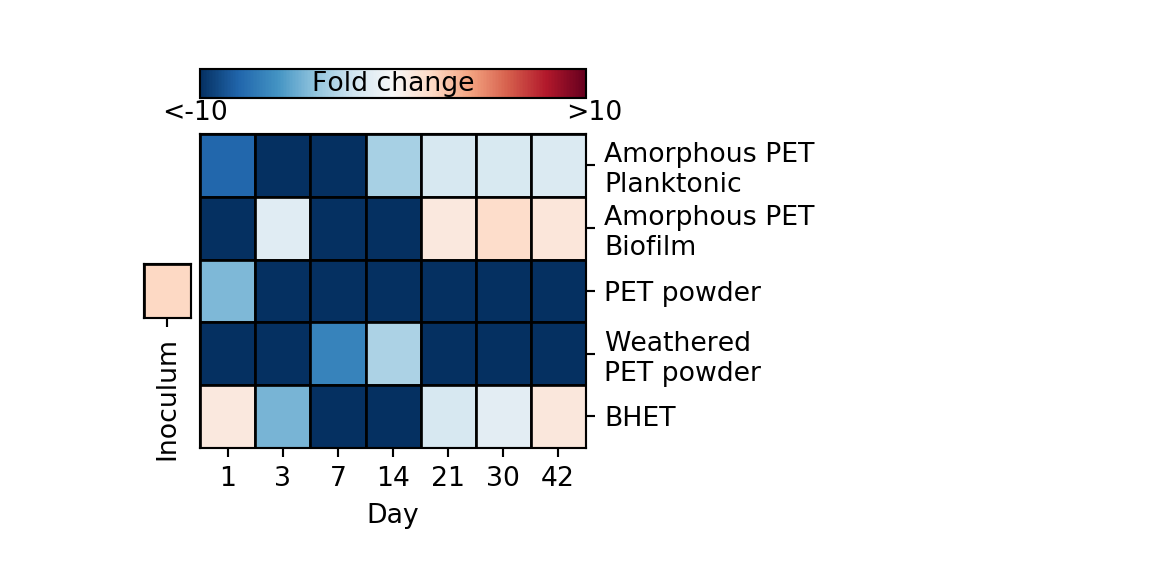 Fold change
<-10 >10
Amorphous PET
Planktonic
Amorphous PET
Biofilm
PET powder
Weathered
PET powder
BHET
Inoculum
1 3 7 14 21 30 42
Day